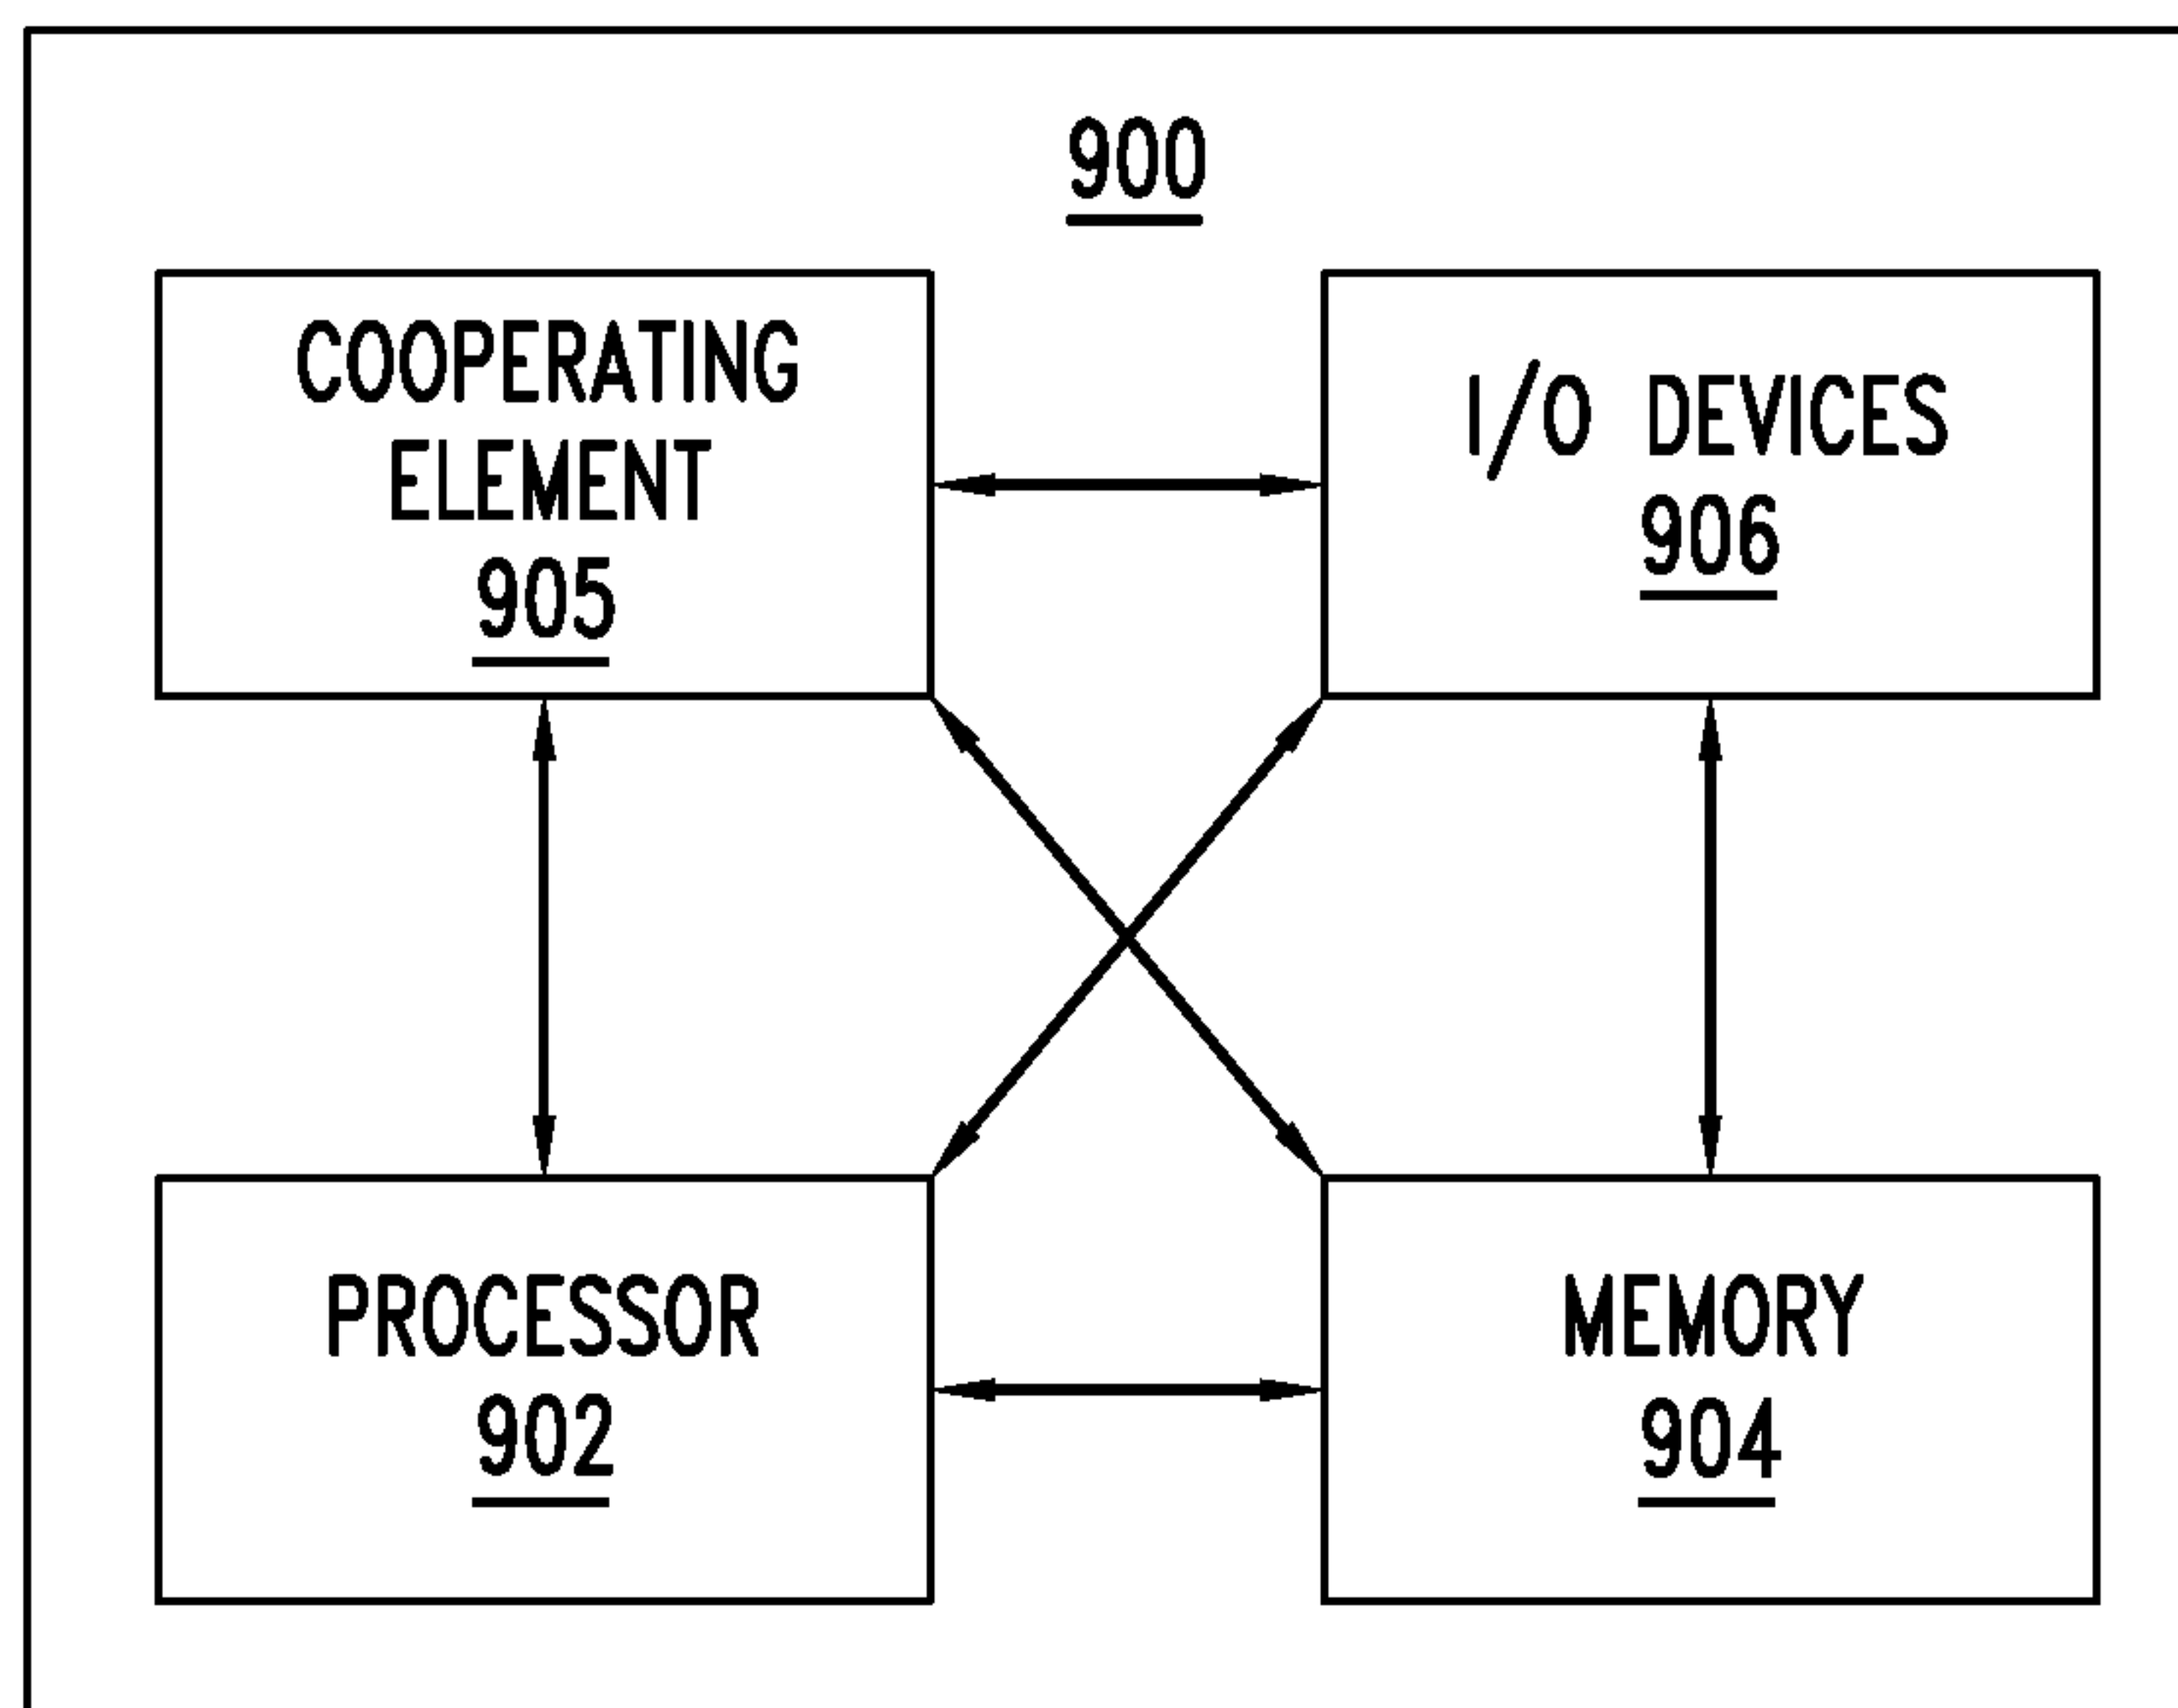 900
COOPERATING
ELEMENT
905
I/O DEVICES
906
PROCESSOR
902
MEMORY
904